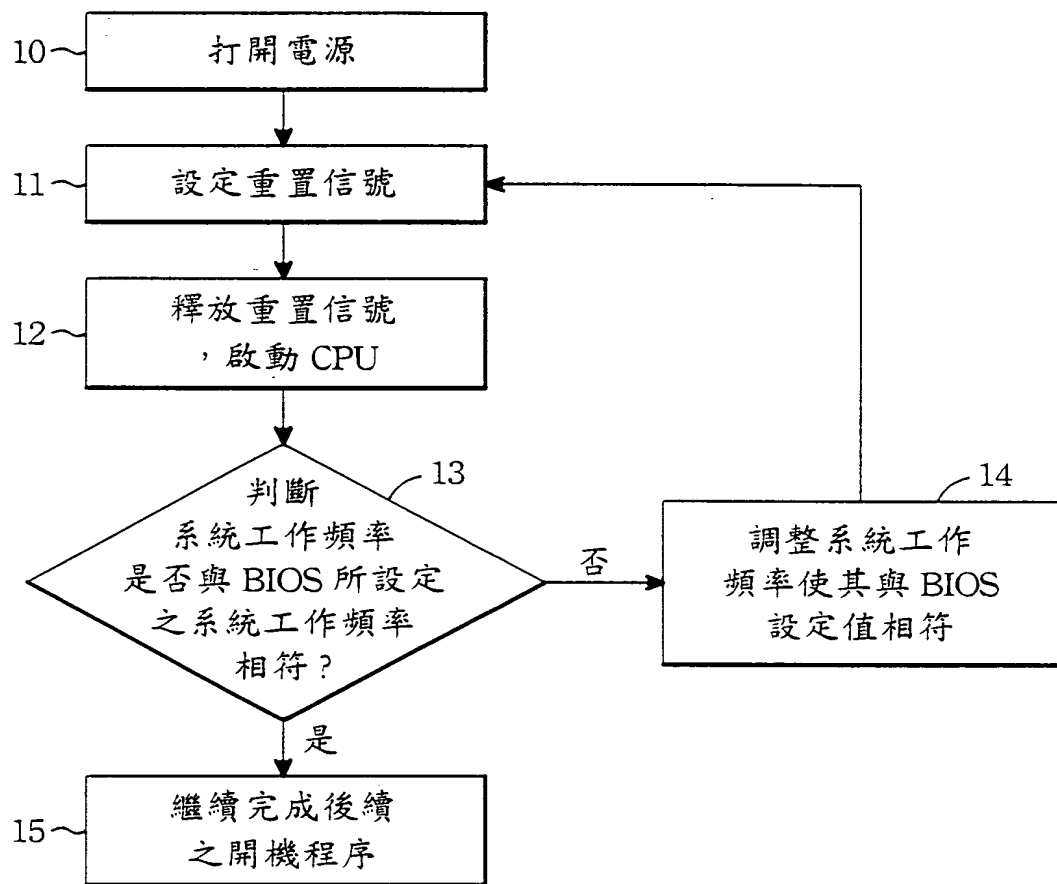 10
打開電源
11
設定重置信號
12
釋放重置信號
，啟動 CPU
13
判斷
系統工作頻率
是否與 BIOS 所設定
之系統工作頻率
相符？
否
14
調整系統工作
頻率使其與 BIOS
設定值相符
是
15
繼續完成後續
之開機程序